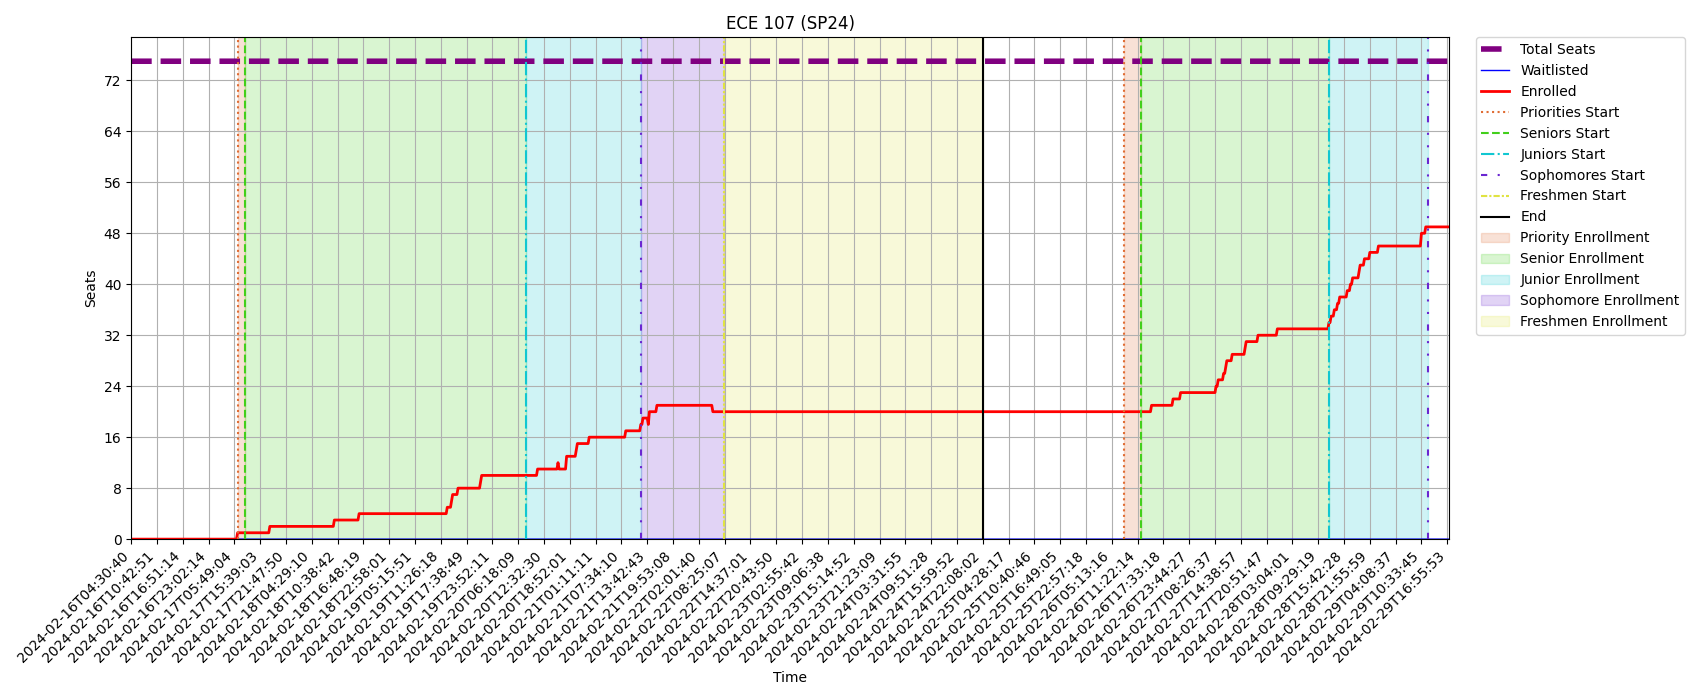 ECE 107 (SP24)
Seats
72
64
56
48
40
32
24
16
8
0
2024-02-16T04:30:40
2024-02-16T10:42:51
2024-02-16T16:51:14
2024-02-16T23:02:14
2024-02-17T05:49:04
2024-02-17T15:39:03
2024-02-17T21:47:50
2024-02-18T04:29:10
2024-02-18T10:38:42
2024-02-18T16:48:19
2024-02-18T22:58:01
2024-02-19T05:15:51
2024-02-19T11:26:18
2024-02-19T17:38:49
2024-02-19T23:52:11
2024-02-20T06:18:09
2024-02-20T12:32:30
2024-02-20T18:52:01
2024-02-21T01:11:11
2024-02-21T07:34:10
2024-02-21T13:42:43
2024-02-21T19:53:08
2024-02-22T02:01:40
2024-02-22T08:25:07
2024-02-22T14:37:01
2024-02-22T20:43:50
2024-02-23T02:55:42
2024-02-23T09:06:38
2024-02-23T15:14:52
2024-02-23T21:23:09
2024-02-24T03:31:55
2024-02-24T09:51:28
2024-02-24T15:59:52
2024-02-24T22:08:02
2024-02-25T04:28:17
2024-02-25T10:40:46
2024-02-25T16:49:05
2024-02-25T22:57:18
2024-02-26T05:13:16
2024-02-26T11:22:14
2024-02-26T17:33:18
2024-02-26T23:44:27
2024-02-27T08:26:37
2024-02-27T14:38:57
2024-02-27T20:51:47
2024-02-28T03:04:01
2024-02-28T09:29:19
2024-02-28T15:42:28
2024-02-28T21:55:59
2024-02-29T04:08:37
2024-02-29T10:33:45
2024-02-29T16:55:53
Time
Total Seats
Waitlisted
Enrolled
Priorities Start
Seniors Start
Juniors Start
Sophomores Start
Freshmen Start
End
Priority Enrollment
Senior Enrollment
Junior Enrollment
Sophomore Enrollment
Freshmen Enrollment